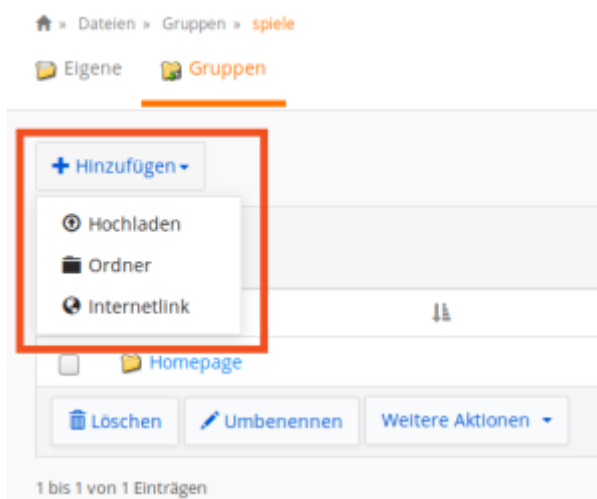 » Dateien » Gruppen » spiele
Eigene Gruppen
Hinzufügen
Hochladen
Ordner
Internetlink
Homepage
Löschen Umbenennen Weitere Aktionen
1 bis 1 von 1 Einträgen